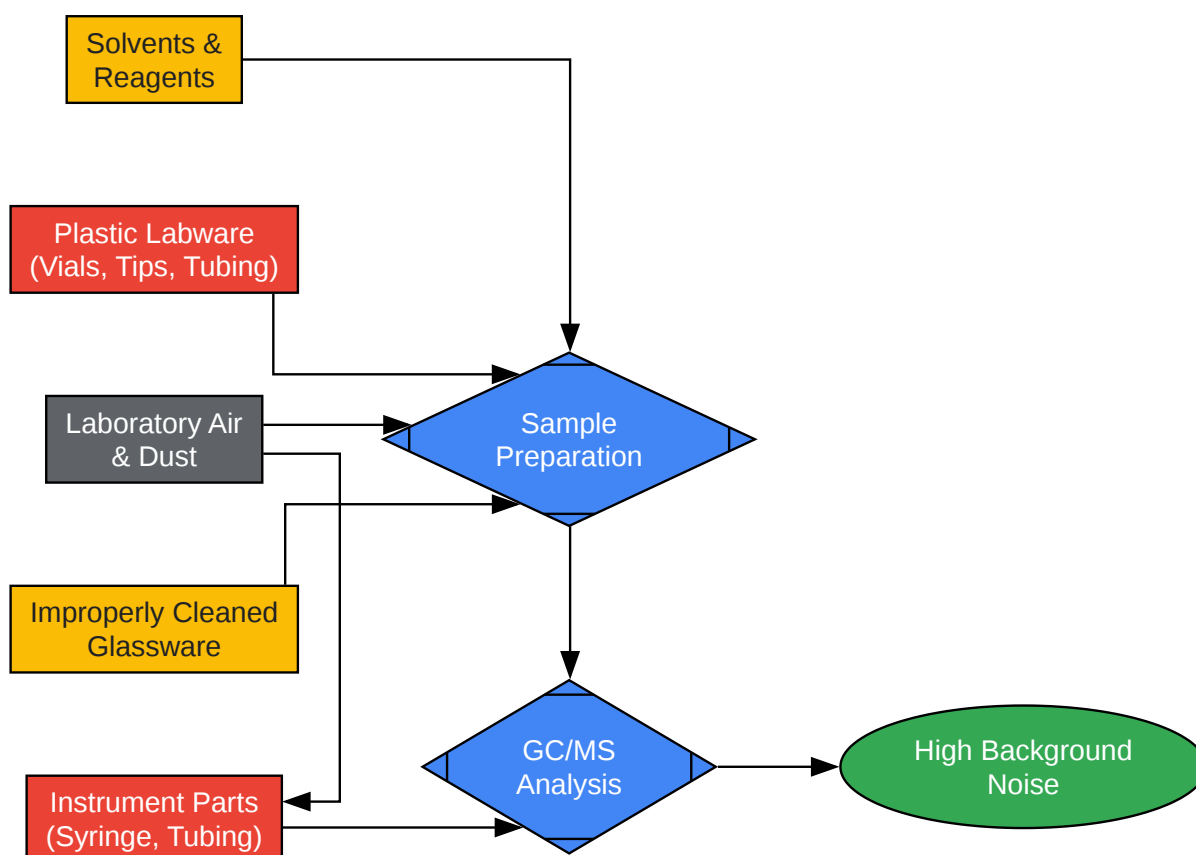 Solvents &
Reagents
Plastic Labware
(Vials, Tips, Tubing)
Laboratory Air
& Dust
Sample
Preparation
Improperly Cleaned
Glassware
GC/MS
Analysis
High Background
Noise
Instrument Parts
(Syringe, Tubing)